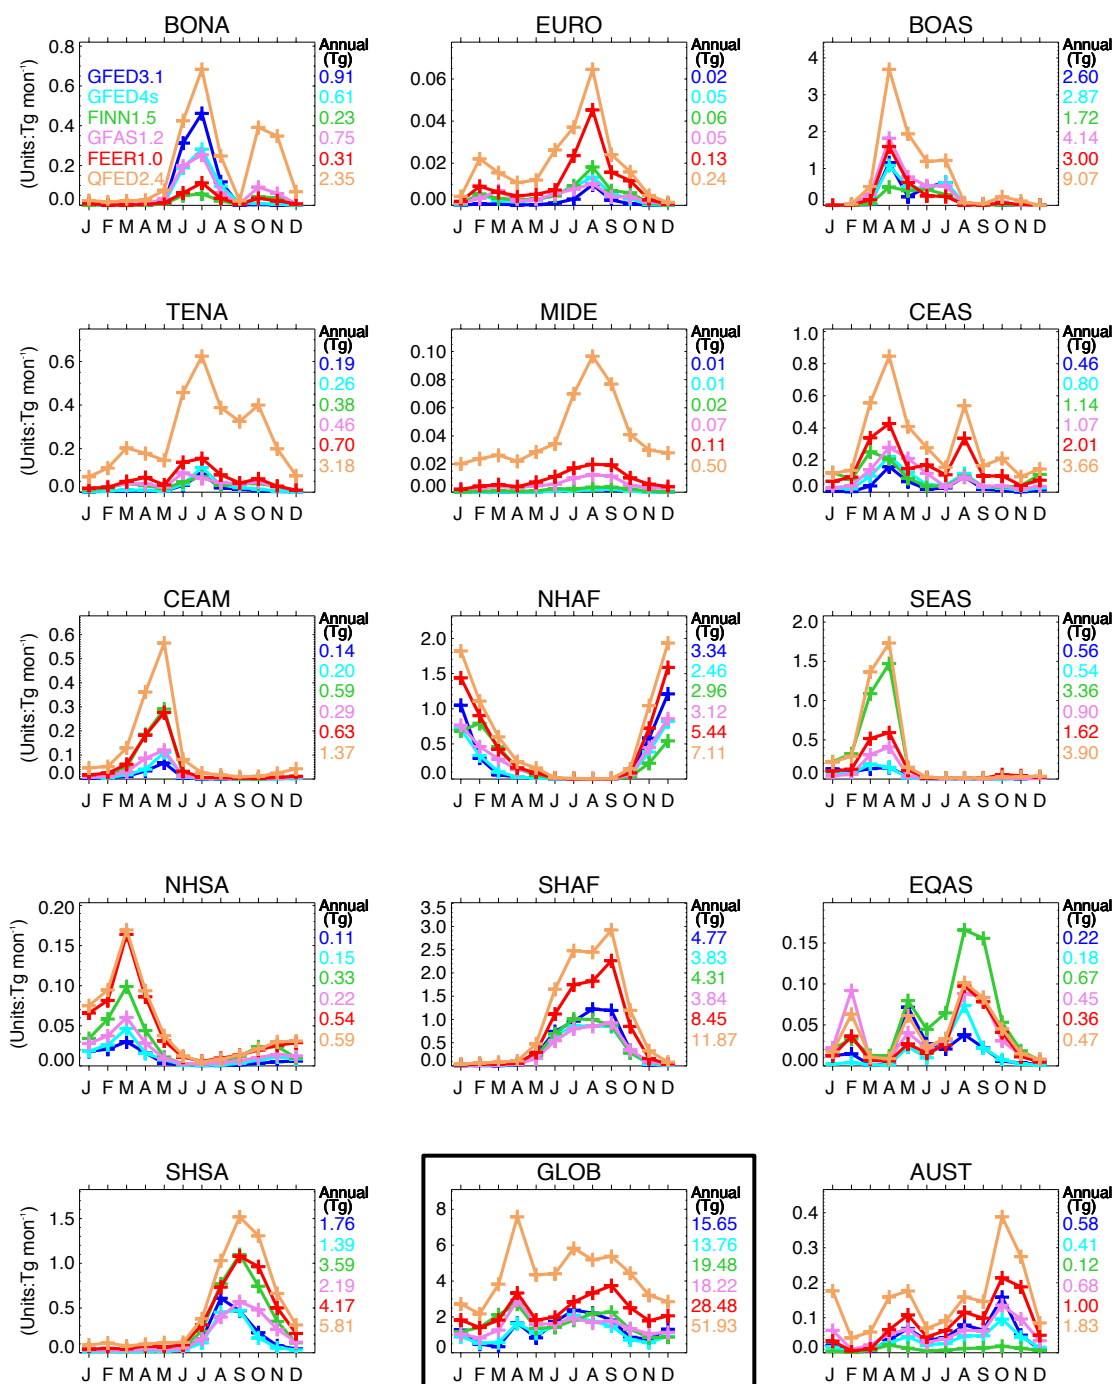 BONA
(Units:Tg mon⁻¹)
0.8
0.6
0.4
0.2
0.0
GFED3.1
GFED4s
FINN1.5
GFAS1.2
FEER1.0
QFED2.4
J F M A M J J A S O N D
Annual
(Tg)
0.91
0.61
0.23
0.75
0.31
2.35
EURO
0.06
0.04
0.02
0.00
J F M A M J J A S O N D
Annual
(Tg)
0.02
0.05
0.06
0.05
0.13
0.24
BOAS
4
3
2
1
0
J F M A M J J A S O N D
Annual
(Tg)
2.60
2.87
1.72
4.14
3.00
9.07
TENA
(Units:Tg mon⁻¹)
0.6
0.4
0.2
0.0
J F M A M J J A S O N D
Annual
(Tg)
0.19
0.26
0.38
0.46
0.70
3.18
MIDE
0.10
0.08
0.06
0.04
0.02
0.00
J F M A M J J A S O N D
Annual
(Tg)
0.01
0.01
0.02
0.07
0.11
0.50
CEAS
1.0
0.8
0.6
0.4
0.2
0.0
J F M A M J J A S O N D
Annual
(Tg)
0.46
0.80
1.14
1.07
2.01
3.66
CEAM
(Units:Tg mon⁻¹)
0.6
0.5
0.4
0.3
0.2
0.1
0.0
J F M A M J J A S O N D
Annual
(Tg)
0.14
0.20
0.59
0.29
0.63
1.37
NHAF
2.0
1.5
1.0
0.5
0.0
J F M A M J J A S O N D
Annual
(Tg)
3.34
2.46
2.96
3.12
5.44
7.11
SEAS
2.0
1.5
1.0
0.5
0.0
J F M A M J J A S O N D
Annual
(Tg)
0.56
0.54
3.36
0.90
1.62
3.90
NHSA
(Units:Tg mon⁻¹)
0.20
0.15
0.10
0.05
0.00
J F M A M J J A S O N D
Annual
(Tg)
0.11
0.15
0.33
0.22
0.54
0.59
SHAF
3.5
3.0
2.5
2.0
1.5
1.0
0.5
0.0
J F M A M J J A S O N D
Annual
(Tg)
4.77
3.83
4.31
3.84
8.45
11.87
EQAS
0.15
0.10
0.05
0.00
J F M A M J J A S O N D
Annual
(Tg)
0.22
0.18
0.67
0.45
0.36
0.47
SHSA
(Units:Tg mon⁻¹)
1.5
1.0
0.5
0.0
J F M A M J J A S O N D
Annual
(Tg)
1.76
1.39
3.59
2.19
4.17
5.81
GLOB
8
6
4
2
0
J F M A M J J A S O N D
Annual
(Tg)
15.65
13.76
19.48
18.22
28.48
51.93
AUST
0.4
0.3
0.2
0.1
0.0
J F M A M J J A S O N D
Annual
(Tg)
0.58
0.41
0.12
0.68
1.00
1.83